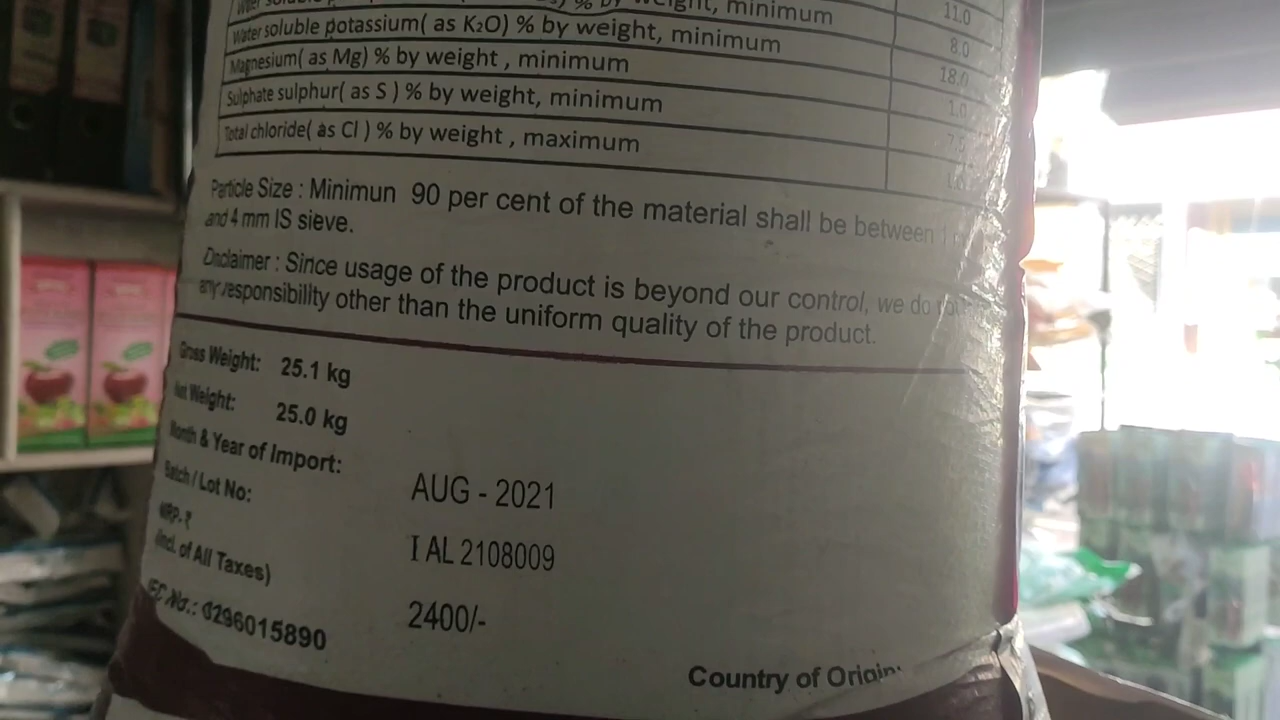 weight, minimum 11.0
Water soluble potassium( as K2O) % by weight, minimum 8.0
Magnesium( as Mg) % by weight , minimum 18.0
Sulphate sulphur( as S ) % by weight, minimum 1.0
Total chloride( as Cl ) % by weight , maximum
Particle Size : Minimun 90 per cent of the material shall be between 1
and 4 mm IS sieve.
Disclaimer : Since usage of the product is beyond our control, we do
any responsibility other than the uniform quality of the product.
Gross Weight: 25.1 kg
Net Weight: 25.0 kg
Month & Year of Import: AUG - 2021
Batch / Lot No: I AL 2108009
MRP- ₹ 2400/-
(incl. of All Taxes)
IEC No.: 0296015890
Country of Origin: